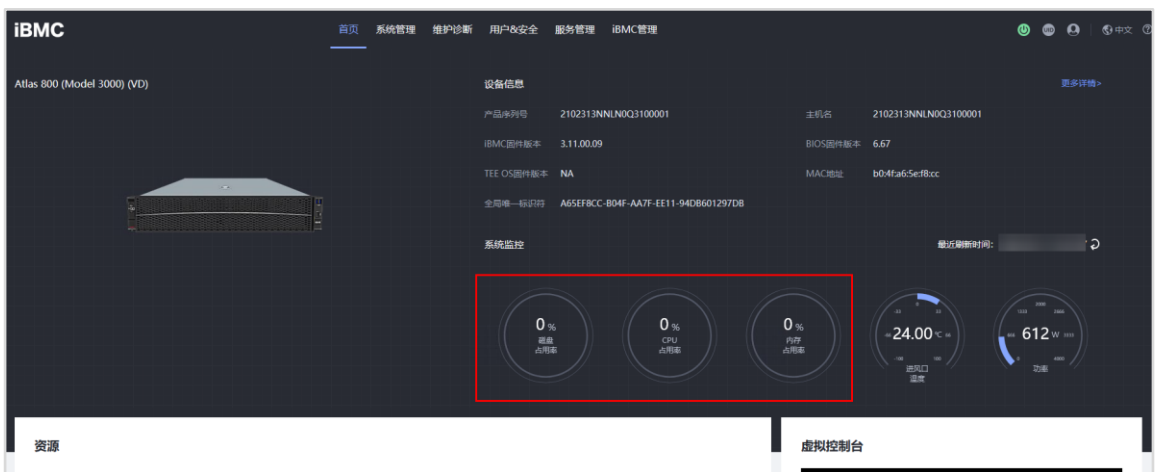 iBMC
首页 系统管理 维护诊断 用户&安全 服务管理 iBMC管理
UID 中文
Atlas 800 (Model 3000) (VD)
设备信息 更多详情>
产品序列号 2102313NNLN0Q3100001 主机名 2102313NNLN0Q3100001
iBMC固件版本 3.11.00.09 BIOS固件版本 6.67
TEE OS固件版本 NA MAC地址 b0:4f:a6:5e:f8:cc
全局唯一标识符 A65EF8CC-B04F-AA7F-EE11-94DB601297DB
系统监控 最近刷新时间:
0 %
磁盘
占用率
0 %
CPU
占用率
0 %
内存
占用率
24.00 ℃
进风口
温度
612 W
功率
资源 虚拟控制台